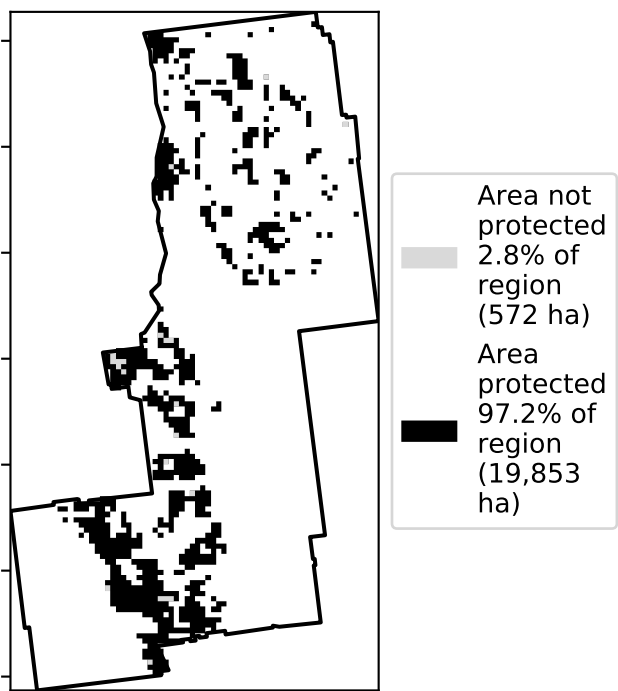 Area not
protected
2.8% of
region
(572 ha)
Area
protected
97.2% of
region
(19,853
ha)